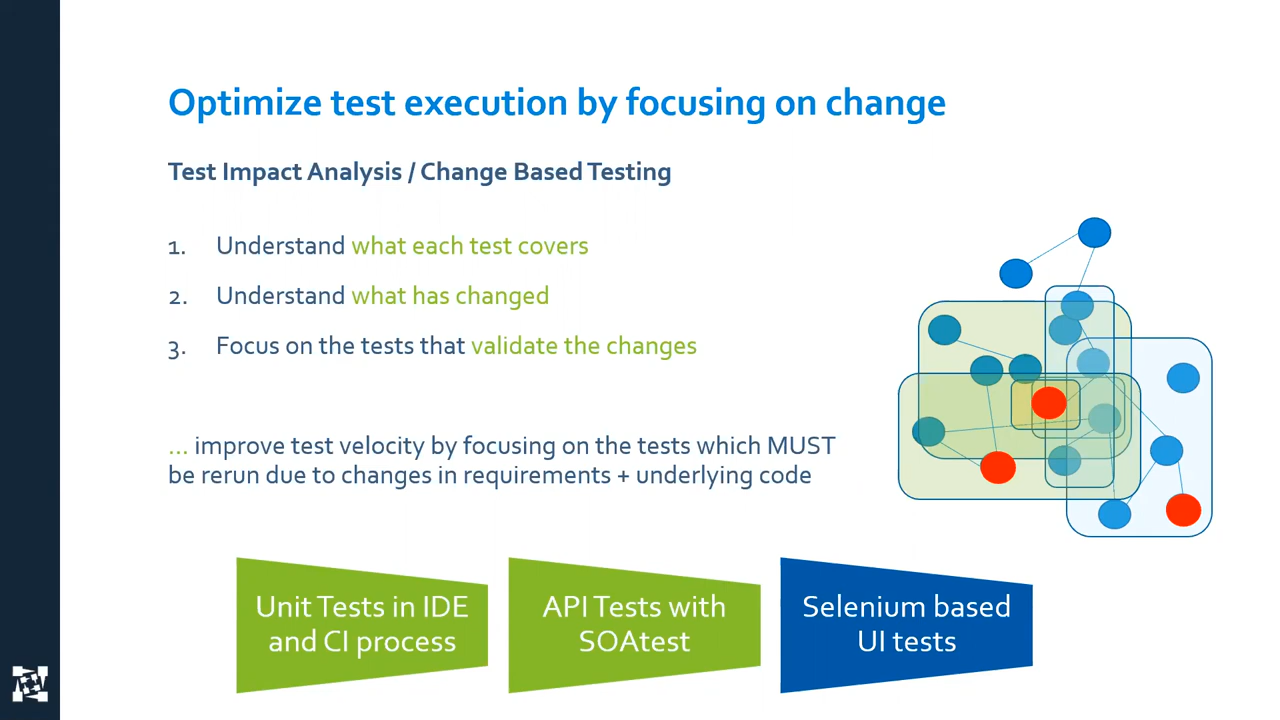 Optimize test execution by focusing on change
Test Impact Analysis / Change Based Testing
1. Understand what each test covers
2. Understand what has changed
3. Focus on the tests that validate the changes
... improve test velocity by focusing on the tests which MUST
be rerun due to changes in requirements + underlying code
Unit Tests in IDE
and CI process
API Tests with
SOAtest
Selenium based
UI tests